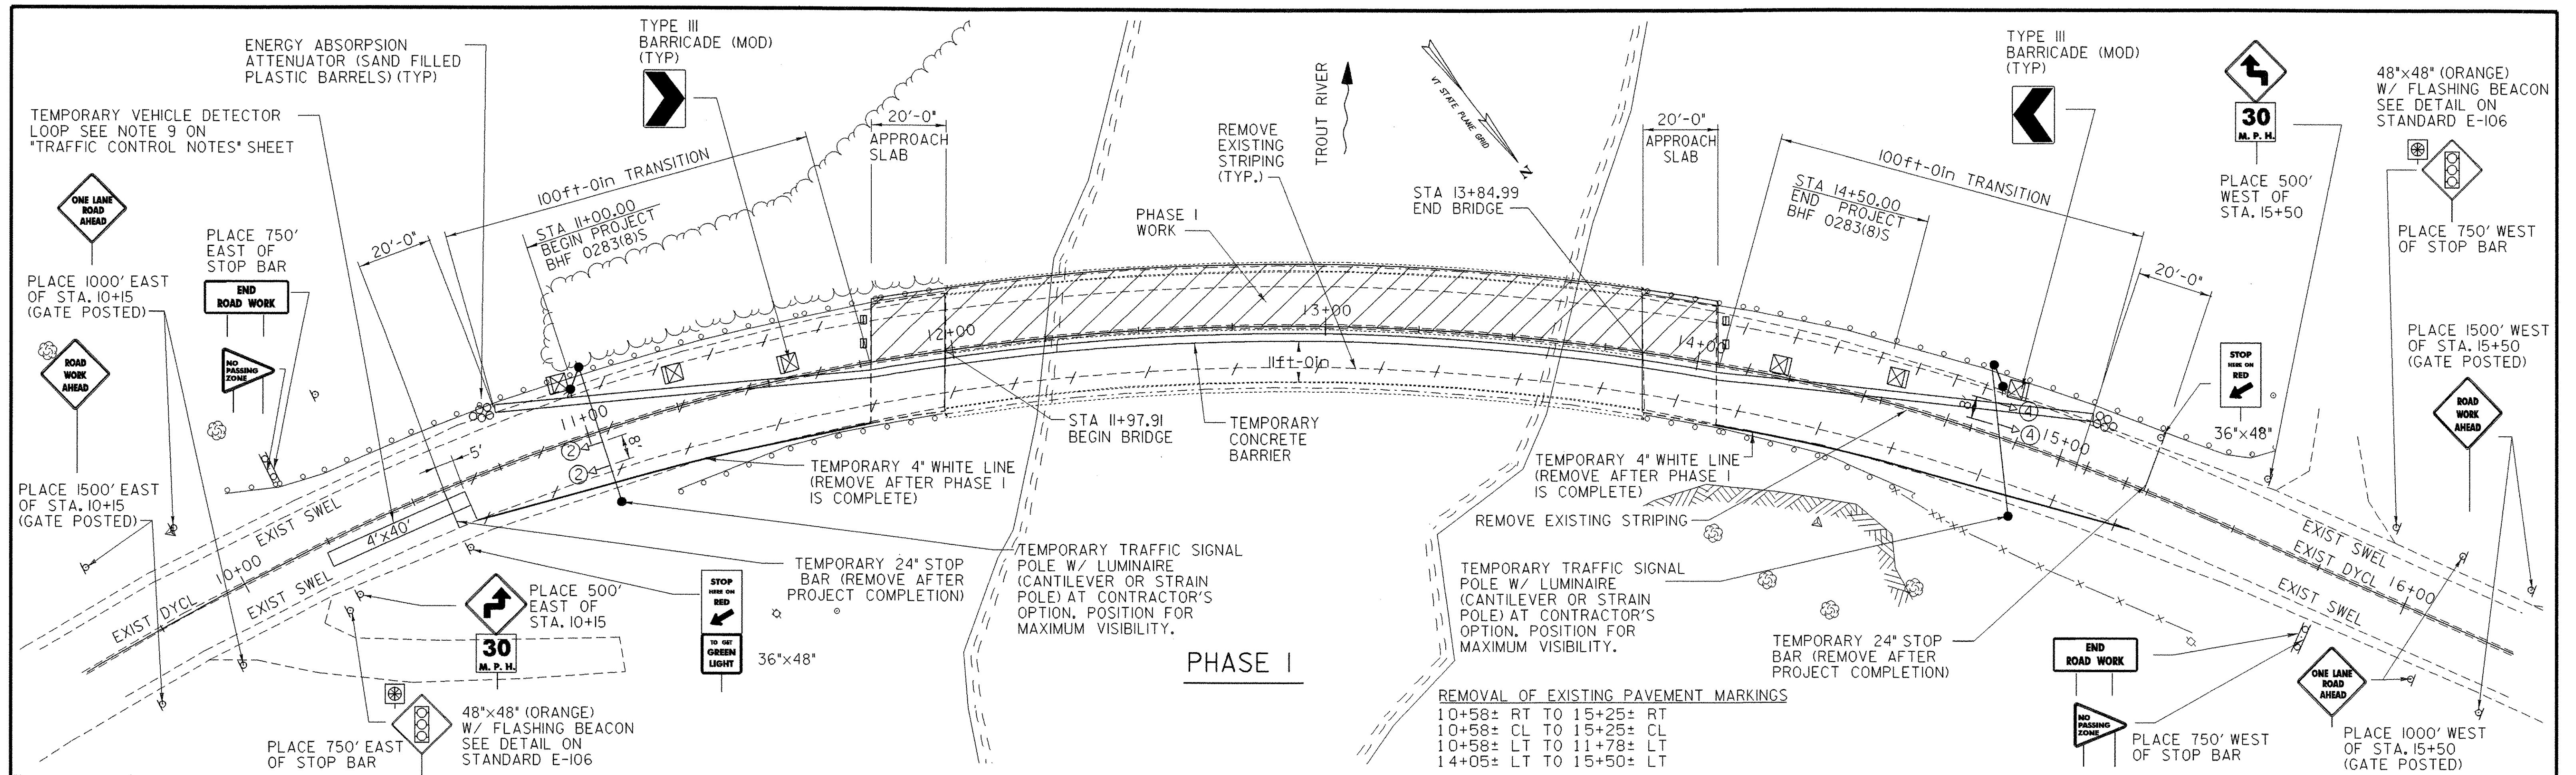 TYPE III
BARRICADE (MOD)
(TYP)
ENERGY ABSORPSION
ATTENUATOR (SAND FILLED
PLASTIC BARRELS) (TYP)
TEMPORARY VEHICLE DETECTOR
LOOP SEE NOTE 9 ON
"TRAFFIC CONTROL NOTES" SHEET
ONE LANE
ROAD
AHEAD
PLACE 1000' EAST
OF STA. 10+15
(GATE POSTED)
PLACE 750'
EAST OF
STOP BAR
END
ROAD WORK
NO
PASSING
ZONE
ROAD
WORK
AHEAD
PLACE 1500' EAST
OF STA. 10+15
(GATE POSTED)
20'-0"
100ft-0in TRANSITION
STA 11+00.00
BEGIN PROJECT
BHF 0283(8)S
20'-0"
APPROACH
SLAB
TROUT RIVER
VT STATE PLANE GRID
N
REMOVE
EXISTING
STRIPING
(TYP.)
PHASE I
WORK
STA 13+84.99
END BRIDGE
20'-0"
APPROACH
SLAB
TYPE III
BARRICADE (MOD)
(TYP)
100ft-0in TRANSITION
STA 14+50.00
END PROJECT
BHF 0283(8)S
20'-0"
30
M. P. H.
PLACE 500'
WEST OF
STA. 15+50
48"x48" (ORANGE)
W/ FLASHING BEACON
SEE DETAIL ON
STANDARD E-106
PLACE 750' WEST
OF STOP BAR
PLACE 1500' WEST
OF STA. 15+50
(GATE POSTED)
STOP
HERE ON
RED
36"x48"
ROAD
WORK
AHEAD
10+00
11+00
12+00
13+00
14+00
15+00
16+00
11ft-0in
5'
8'
2
2
8'
4
4
4'x40'
EXIST SWEL
EXIST DYCL
EXIST SWEL
STA 11+97.91
BEGIN BRIDGE
TEMPORARY
CONCRETE
BARRIER
TEMPORARY 4" WHITE LINE
(REMOVE AFTER PHASE I
IS COMPLETE)
TEMPORARY 4" WHITE LINE
(REMOVE AFTER PHASE I
IS COMPLETE)
REMOVE EXISTING STRIPING
EXIST SWEL
EXIST DYCL
EXIST SWEL
TEMPORARY 24" STOP
BAR (REMOVE AFTER
PROJECT COMPLETION)
TEMPORARY TRAFFIC SIGNAL
POLE W/ LUMINAIRE
(CANTILEVER OR STRAIN
POLE) AT CONTRACTOR'S
OPTION. POSITION FOR
MAXIMUM VISIBILITY.
TEMPORARY TRAFFIC SIGNAL
POLE W/ LUMINAIRE
(CANTILEVER OR STRAIN
POLE) AT CONTRACTOR'S
OPTION. POSITION FOR
MAXIMUM VISIBILITY.
TEMPORARY 24" STOP
BAR (REMOVE AFTER
PROJECT COMPLETION)
PLACE 500'
EAST OF
STA. 10+15
30
M. P. H.
STOP
HERE ON
RED
TO GET
GREEN
LIGHT
36"x48"
48"x48" (ORANGE)
W/ FLASHING BEACON
SEE DETAIL ON
STANDARD E-106
PLACE 750' EAST
OF STOP BAR
PHASE I
REMOVAL OF EXISTING PAVEMENT MARKINGS
10+58± RT TO 15+25± RT
10+58± CL TO 15+25± CL
10+58± LT TO 11+78± LT
14+05± LT TO 15+50± LT
END
ROAD WORK
NO
PASSING
ZONE
PLACE 750' WEST
OF STOP BAR
ONE LANE
ROAD
AHEAD
PLACE 1000' WEST
OF STA. 15+50
(GATE POSTED)